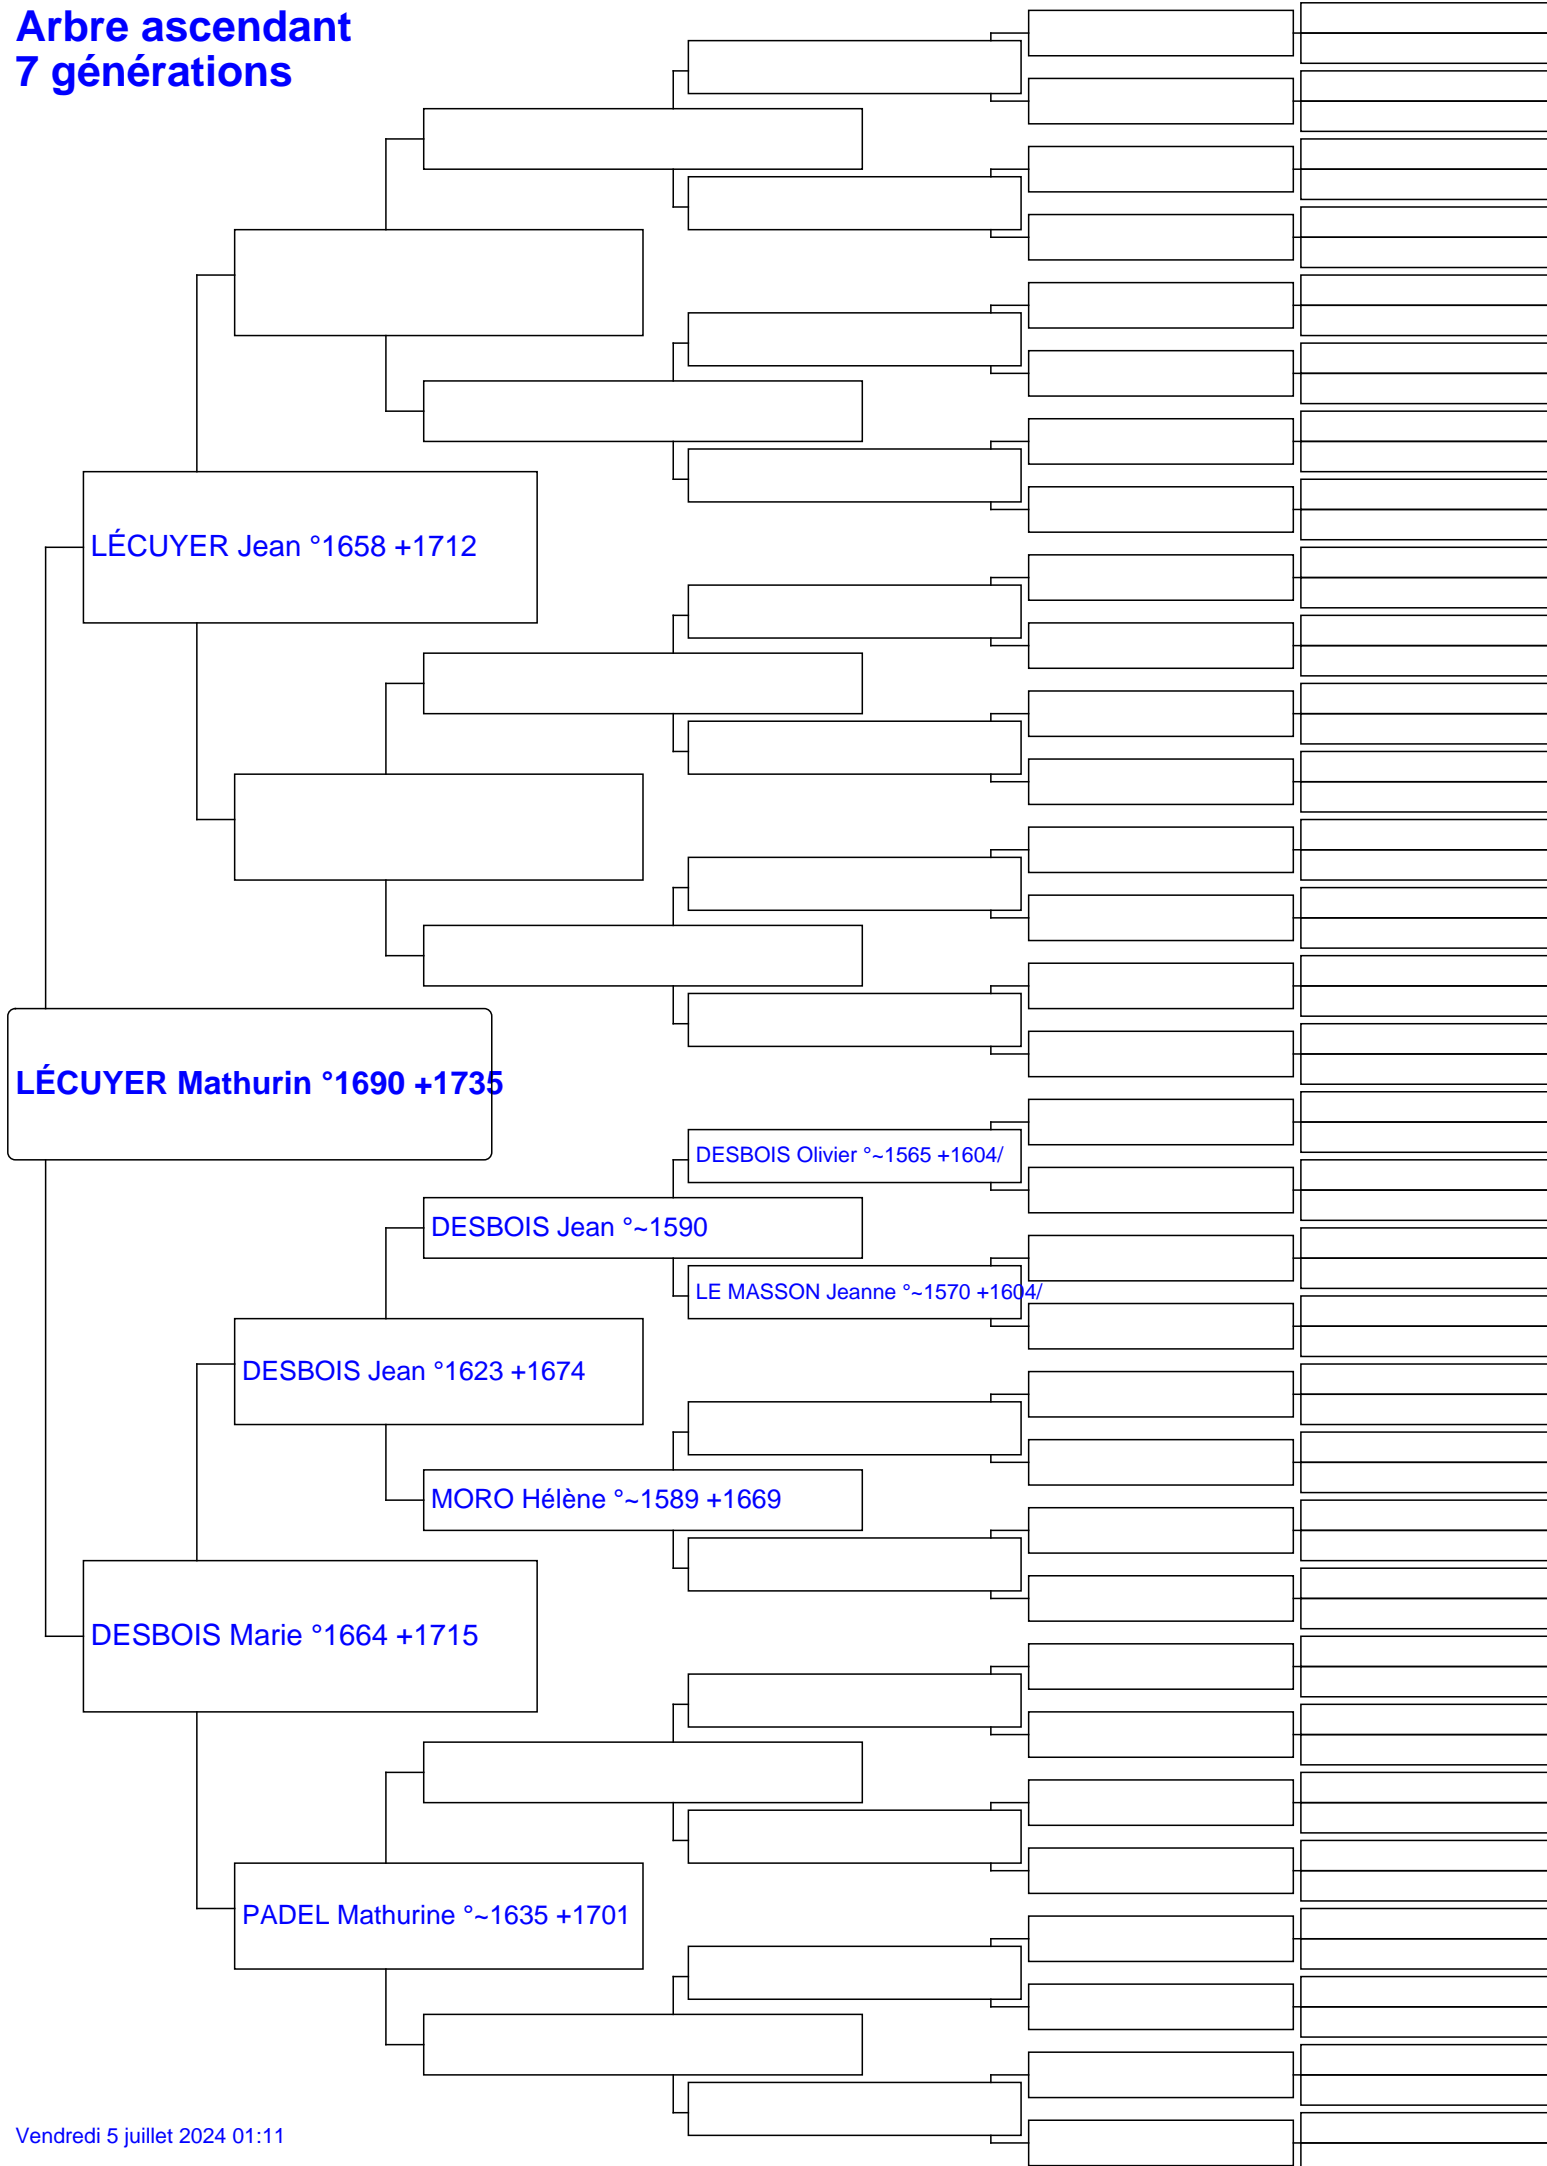 Arbre ascendant
7 générations
LÉCUYER Jean °1658 +1712
LÉCUYER Mathurin °1690 +1735
DESBOIS Olivier °~1565 +1604/
DESBOIS Jean °~1590
LE MASSON Jeanne °~1570 +1604/
DESBOIS Jean °1623 +1674
MORO Hélène °~1589 +1669
DESBOIS Marie °1664 +1715
PADEL Mathurine °~1635 +1701
Vendredi 5 juillet 2024 01:11